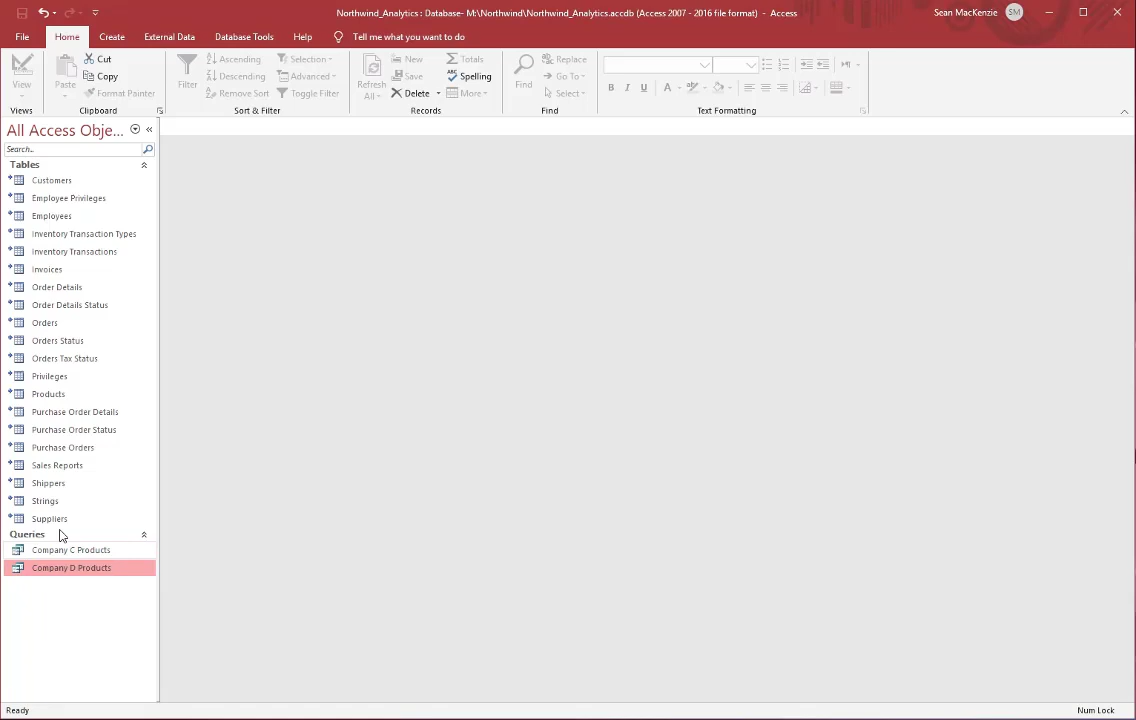 Northwind_Analytics : Database- M:\Northwind\Northwind_Analytics.accdb (Access 2007 - 2016 file format) - Access
Sean MacKenzie SM
File Home Create External Data Database Tools Help Tell me what you want to do
View
Views
Paste
Cut
Copy
Format Painter
Clipboard
Filter
Ascending
Descending
Remove Sort
Selection
Advanced
Toggle Filter
Sort & Filter
Refresh
All
New
Save
Delete
Totals
Spelling
More
Records
Find
Replace
Go To
Select
Find
B I U A
Text Formatting
All Access Obje...
Search...
Tables
Customers
Employee Privileges
Employees
Inventory Transaction Types
Inventory Transactions
Invoices
Order Details
Order Details Status
Orders
Orders Status
Orders Tax Status
Privileges
Products
Purchase Order Details
Purchase Order Status
Purchase Orders
Sales Reports
Shippers
Strings
Suppliers
Queries
Company C Products
Company D Products
Ready
Num Lock